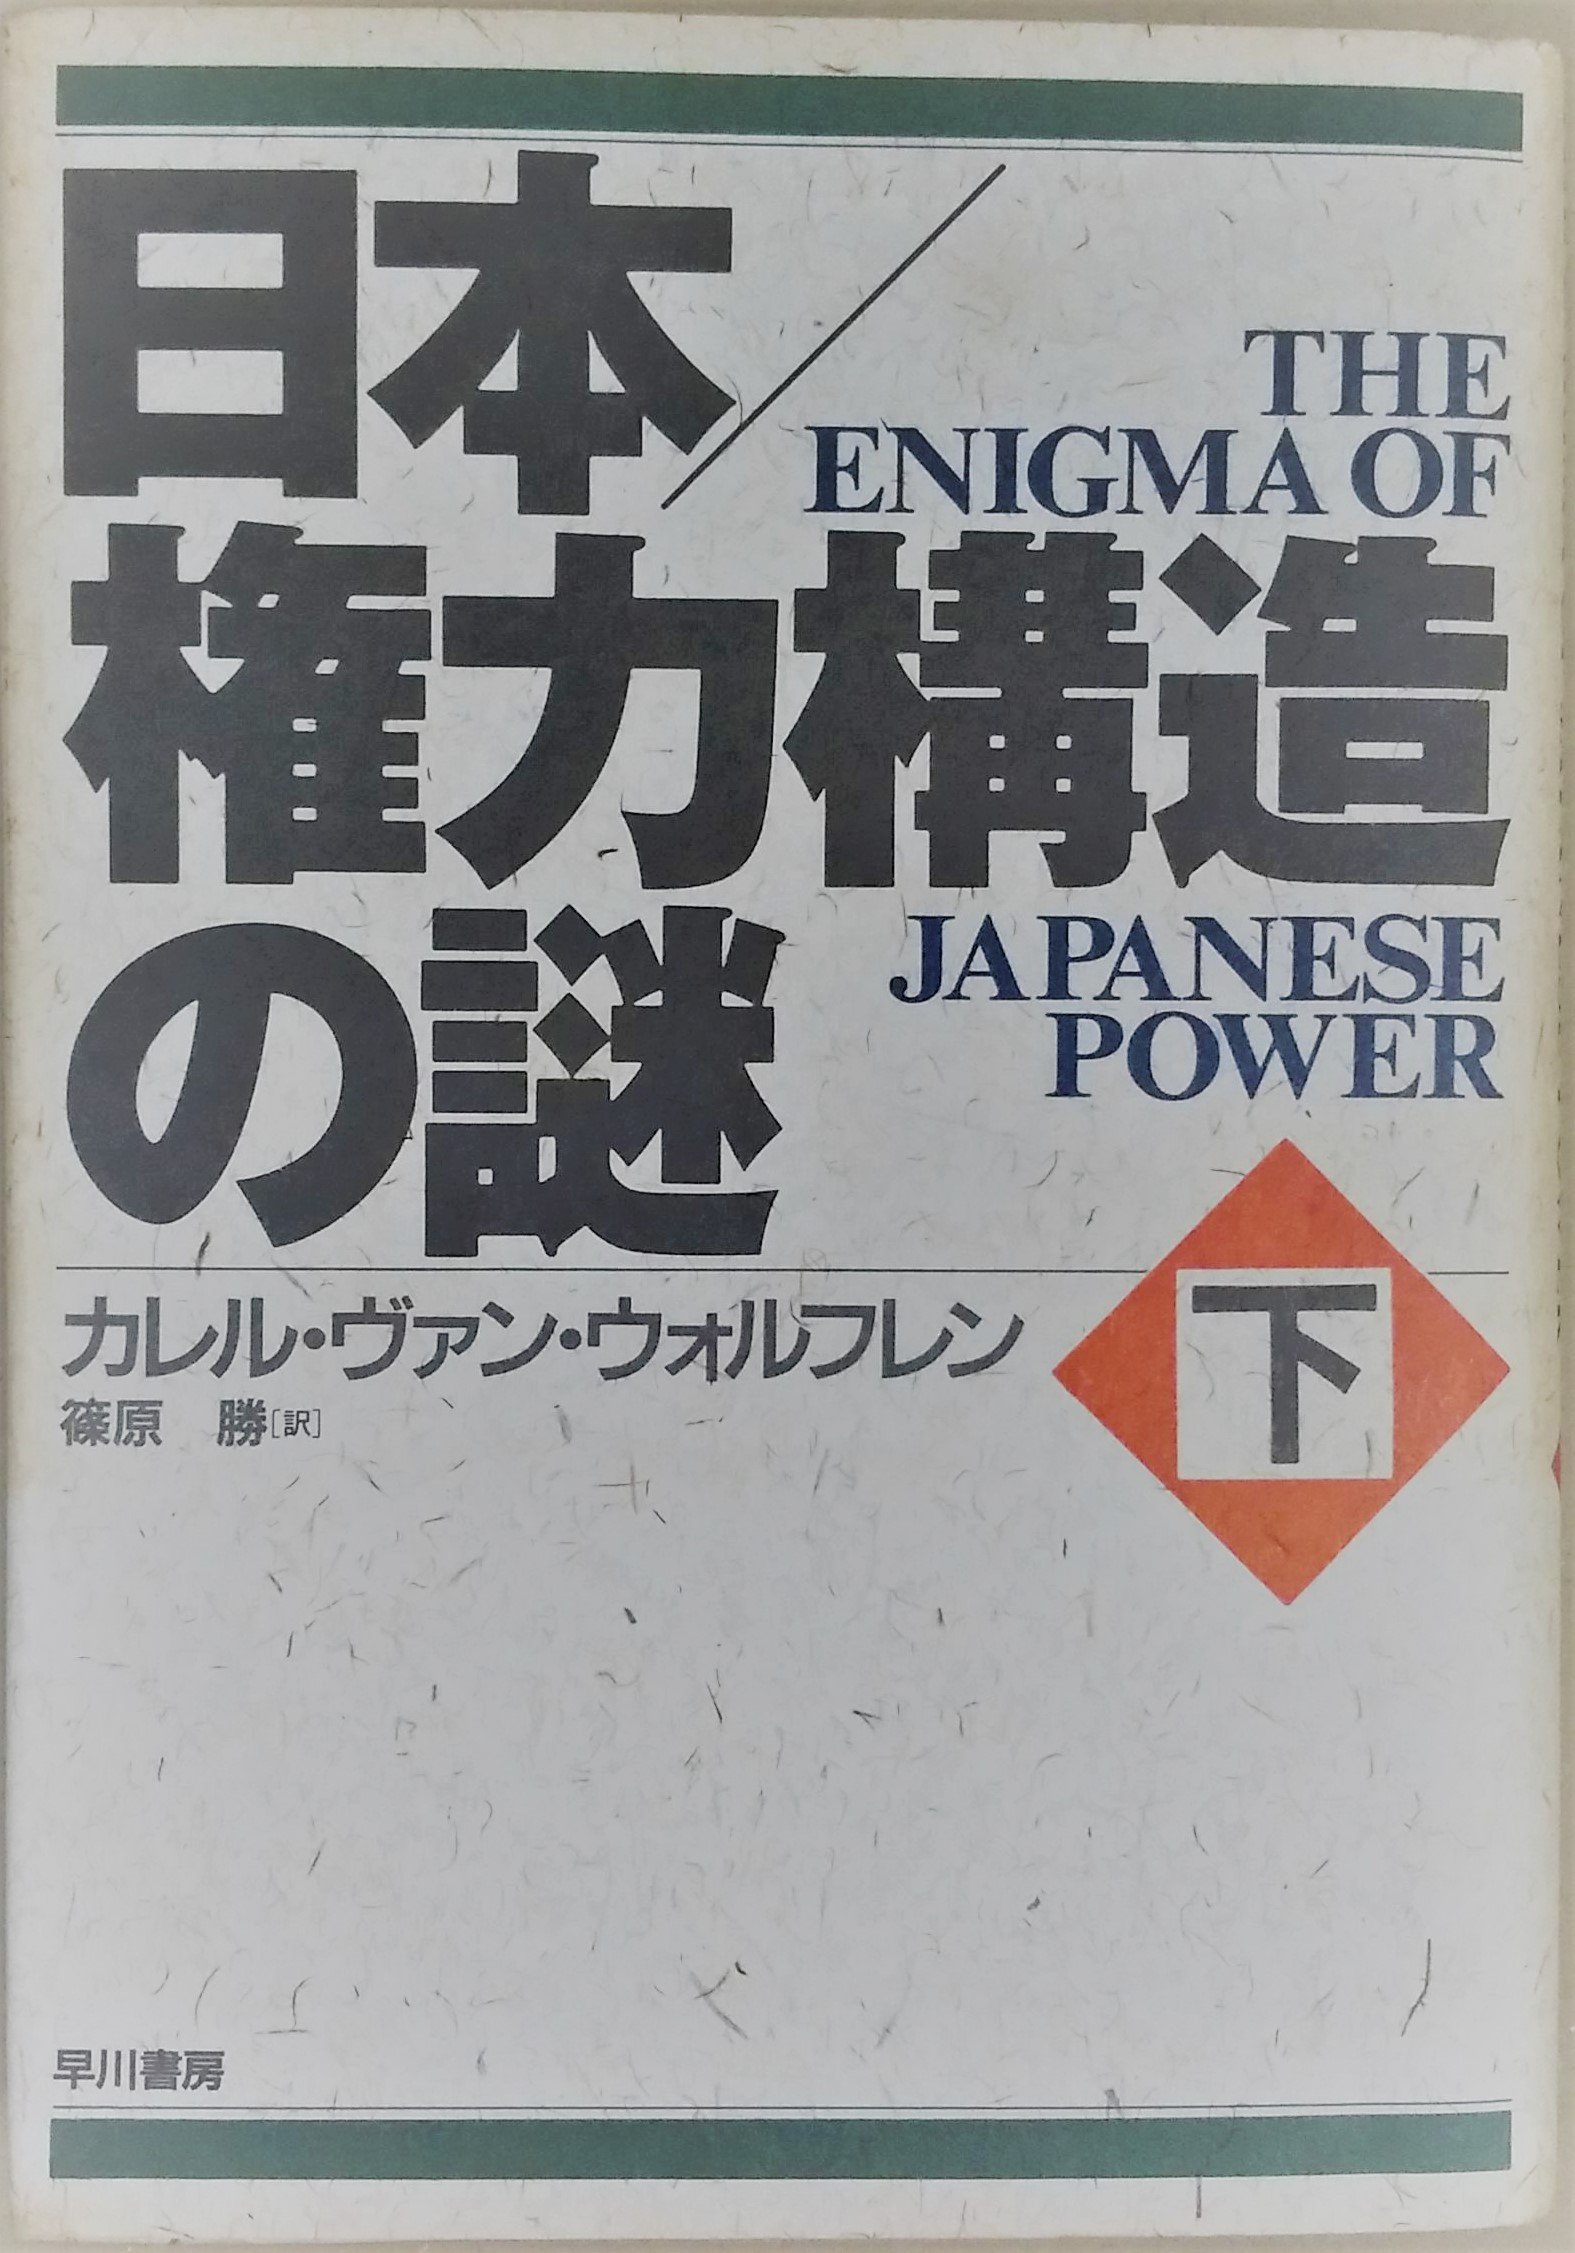 日本／
THE
ENIGMA OF
権力構造
の謎
JAPANESE
POWER
下
カレル・ヴァン・ウォルフレン
篠原　勝［訳］
早川書房